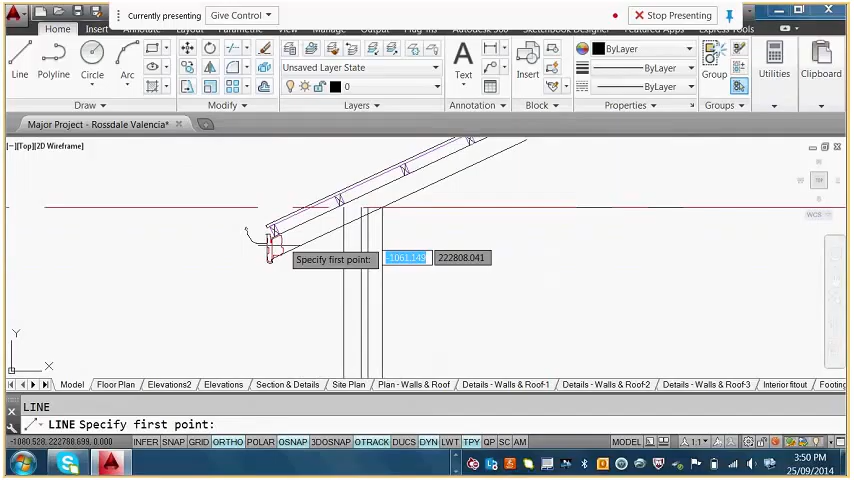 Currently presenting
Give Control
Stop Presenting
Home
Insert
Line
Polyline
Circle
Arc
Unsaved Layer State
0
Text
Insert
ByLayer
ByLayer
ByLayer
Group
Utilities
Clipboard
Draw
Modify
Layers
Annotation
Block
Properties
Groups
Major Project - Rossdale Valencia*
[−][Top][2D Wireframe]
TOP
WCS
Specify first point:
-1061.149
222808.041
Y
X
Model
Floor Plan
Elevations2
Elevations
Section & Details
Site Plan
Plan - Walls & Roof
Details - Walls & Roof-1
Details - Walls & Roof-2
Details - Walls & Roof-3
Interior fitout
Footing
LINE
LINE Specify first point:
-1080.528, 222788.699, 0.000
INFER
SNAP
GRID
ORTHO
POLAR
OSNAP
3DOSNAP
OTRACK
DUCS
DYN
LWT
TPY
QP
SC
AM
MODEL
1:1
3:50 PM
25/09/2014